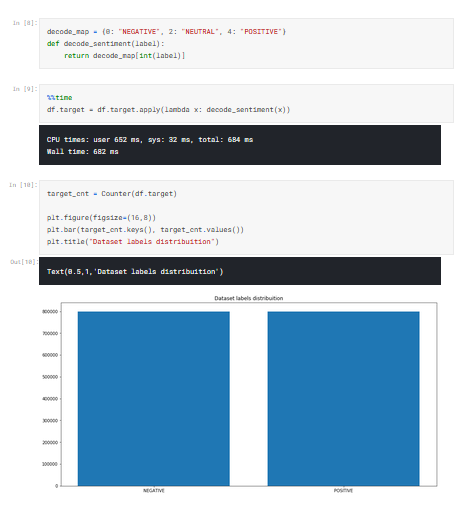 In [8]:
decode_map = {0: "NEGATIVE", 2: "NEUTRAL", 4: "POSITIVE"}
def decode_sentiment(label):
    return decode_map[int(label)]
In [9]:
%%time
df.target = df.target.apply(lambda x: decode_sentiment(x))
CPU times: user 652 ms, sys: 32 ms, total: 684 ms
Wall time: 682 ms
In [10]:
target_cnt = Counter(df.target)
plt.figure(figsize=(16,8))
plt.bar(target_cnt.keys(), target_cnt.values())
plt.title("Dataset labels distribuition")
Out[10]:
Text(0.5,1,'Dataset labels distribuition')
Dataset labels distribuition
800000
700000
600000
500000
400000
300000
200000
100000
0
NEGATIVE POSITIVE